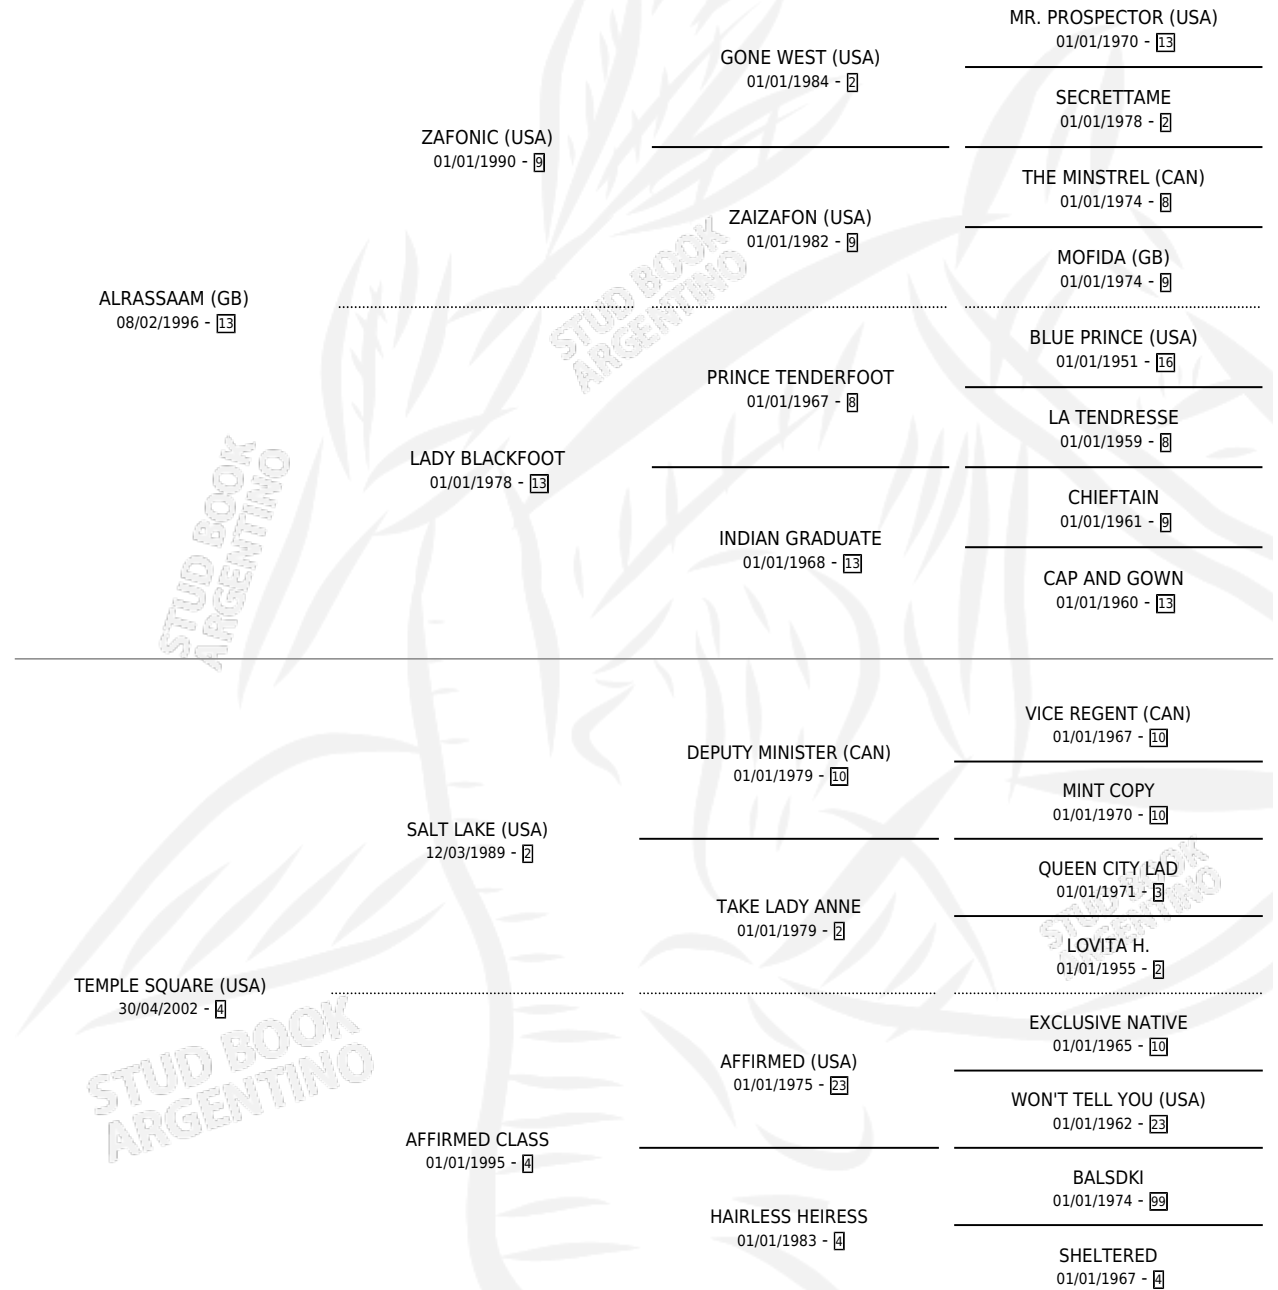 MR. PROSPECTOR (USA)
01/01/1970 - 13
GONE WEST (USA)
01/01/1984 - 2
SECRETTAME
01/01/1978 - 2
ZAFONIC (USA)
01/01/1990 - 9
THE MINSTREL (CAN)
01/01/1974 - 8
ZAIZAFON (USA)
01/01/1982 - 9
MOFIDA (GB)
01/01/1974 - 9
ALRASSAAM (GB)
08/02/1996 - 13
BLUE PRINCE (USA)
01/01/1951 - 16
PRINCE TENDERFOOT
01/01/1967 - 8
LA TENDRESSE
01/01/1959 - 8
LADY BLACKFOOT
01/01/1978 - 13
CHIEFTAIN
01/01/1961 - 9
INDIAN GRADUATE
01/01/1968 - 13
CAP AND GOWN
01/01/1960 - 13
VICE REGENT (CAN)
01/01/1967 - 10
DEPUTY MINISTER (CAN)
01/01/1979 - 10
MINT COPY
01/01/1970 - 10
SALT LAKE (USA)
12/03/1989 - 2
QUEEN CITY LAD
01/01/1971 - 3
TAKE LADY ANNE
01/01/1979 - 2
LOVITA H.
01/01/1955 - 2
TEMPLE SQUARE (USA)
30/04/2002 - 4
EXCLUSIVE NATIVE
01/01/1965 - 10
AFFIRMED (USA)
01/01/1975 - 23
WON'T TELL YOU (USA)
01/01/1962 - 23
AFFIRMED CLASS
01/01/1995 - 4
BALSDKI
01/01/1974 - 99
HAIRLESS HEIRESS
01/01/1983 - 4
SHELTERED
01/01/1967 - 4
STUD BOOK
ARGENTINO
STUD BOOK
ARGENTINO
STUD BOOK
ARGENTINO
STUD BOOK
ARGENTINO